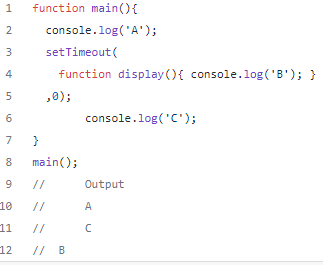 1 function main(){
2   console.log('A');
3   setTimeout(
4     function display(){ console.log('B'); }
5   ,0);
6         console.log('C');
7 }
8 main();
9 //      Output
10 //      A
11 //      C
12 //  B